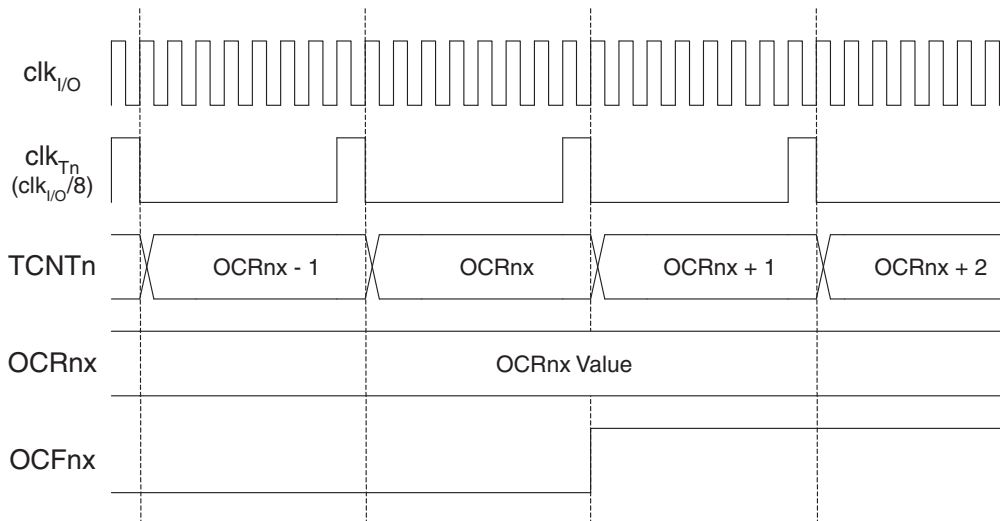 clkI/O
clkTn
(clkI/O/8)
TCNTn
OCRnx - 1
OCRnx
OCRnx + 1
OCRnx + 2
OCRnx
OCRnx Value
OCFnx